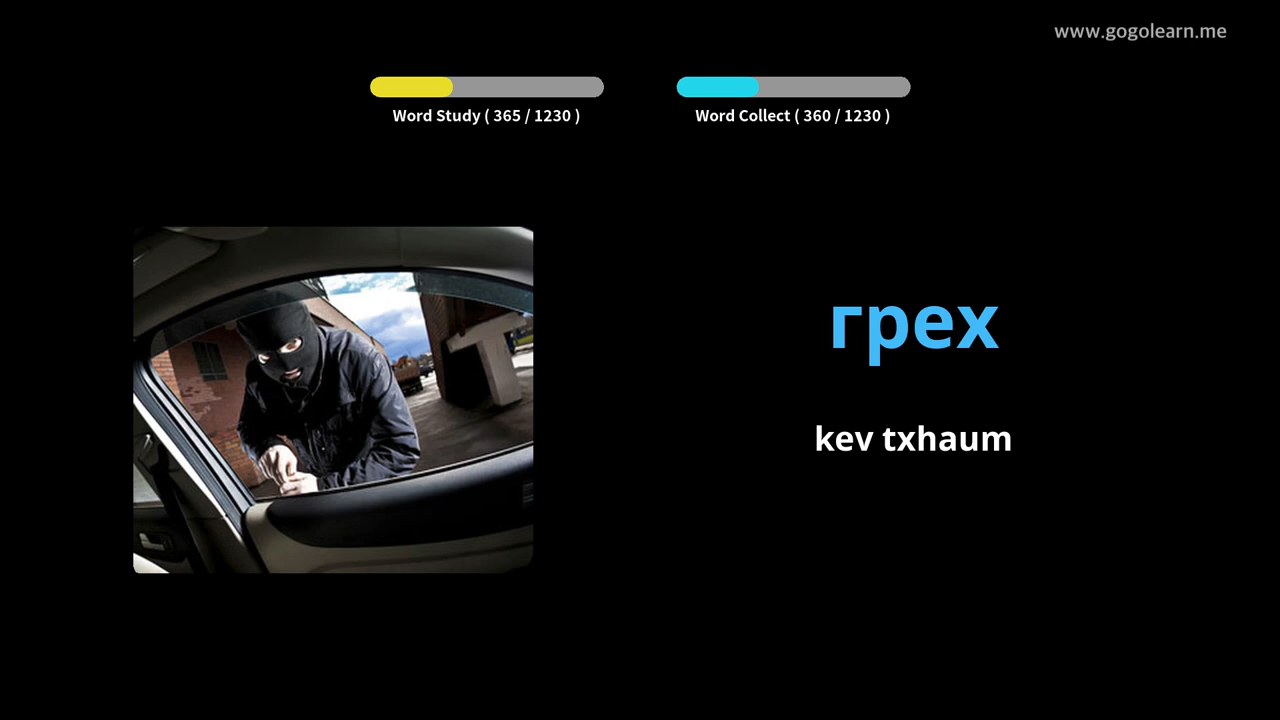 www.gogolearn.me
Word Study ( 365 / 1230 )
Word Collect ( 360 / 1230 )
грех
kev txhaum